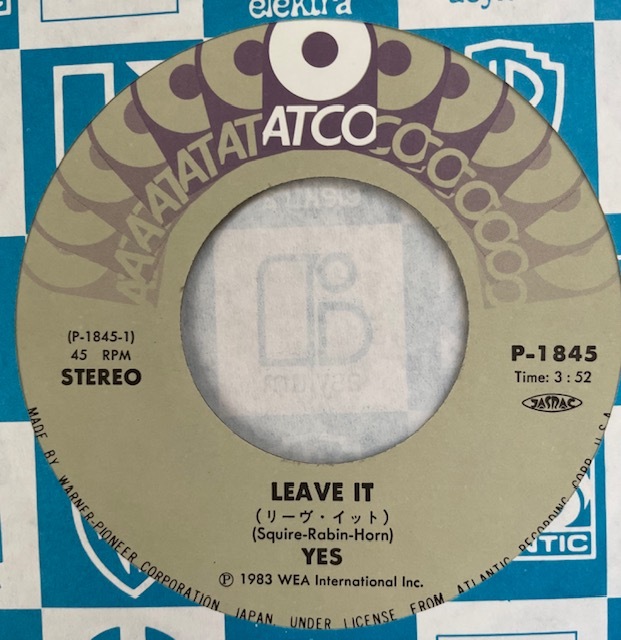 elektra
ATCO
(P-1845-1)
45 RPM
STEREO
P-1845
Time: 3:52
JASRAC
LEAVE IT
(リーヴ・イット)
(Squire-Rabin-Horn)
YES
Ⓟ 1983 WEA International Inc.
MADE BY WARNER-PIONEER CORPORATION, JAPAN, UNDER LICENSE FROM ATLANTIC RECORDING CORP. U.S.A.